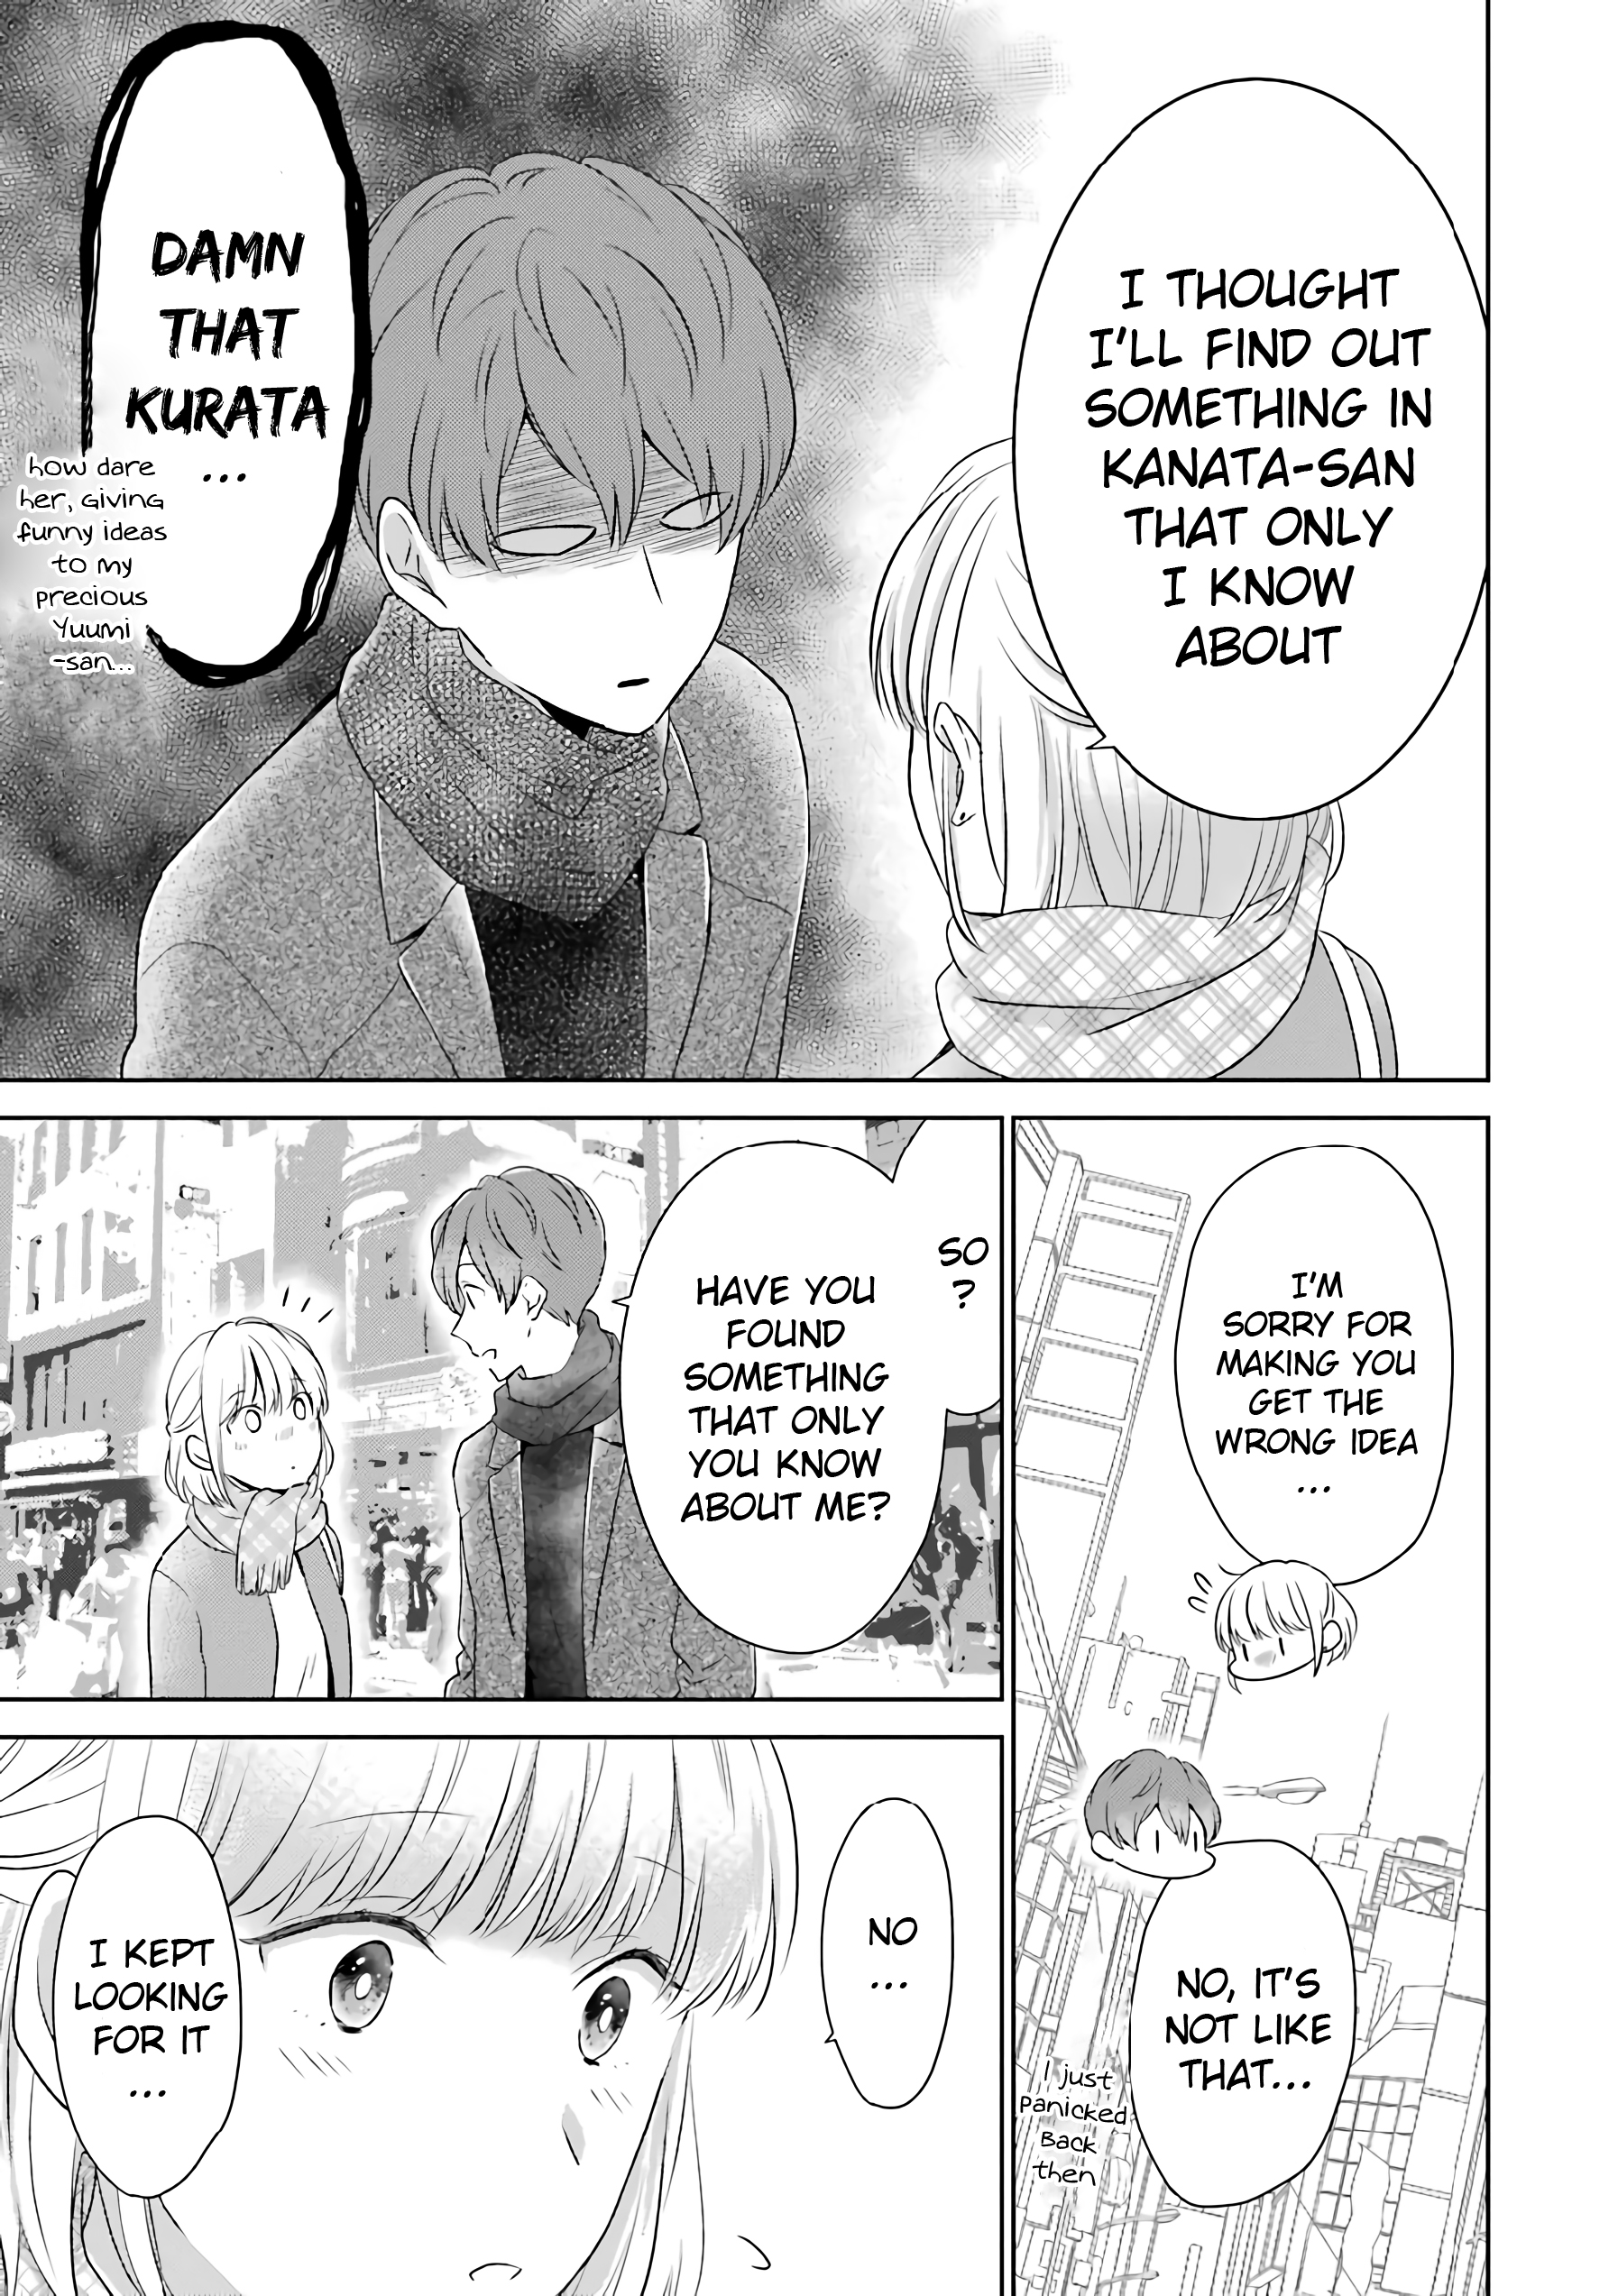 I THOUGHT
I'LL FIND OUT
SOMETHING IN
KANATA-SAN
THAT ONLY
I KNOW
ABOUT
DAMN
THAT
KURATA
...
how dare
her, giving
funny ideas
to my
precious
Yuumi
-san...
I'M
SORRY FOR
MAKING YOU
GET THE
WRONG IDEA
...
NO, IT'S
NOT LIKE
THAT...
I just
panicked
Back
then
SO
?
HAVE YOU
FOUND
SOMETHING
THAT ONLY
YOU KNOW
ABOUT ME?
NO
...
I KEPT
LOOKING
FOR IT
...